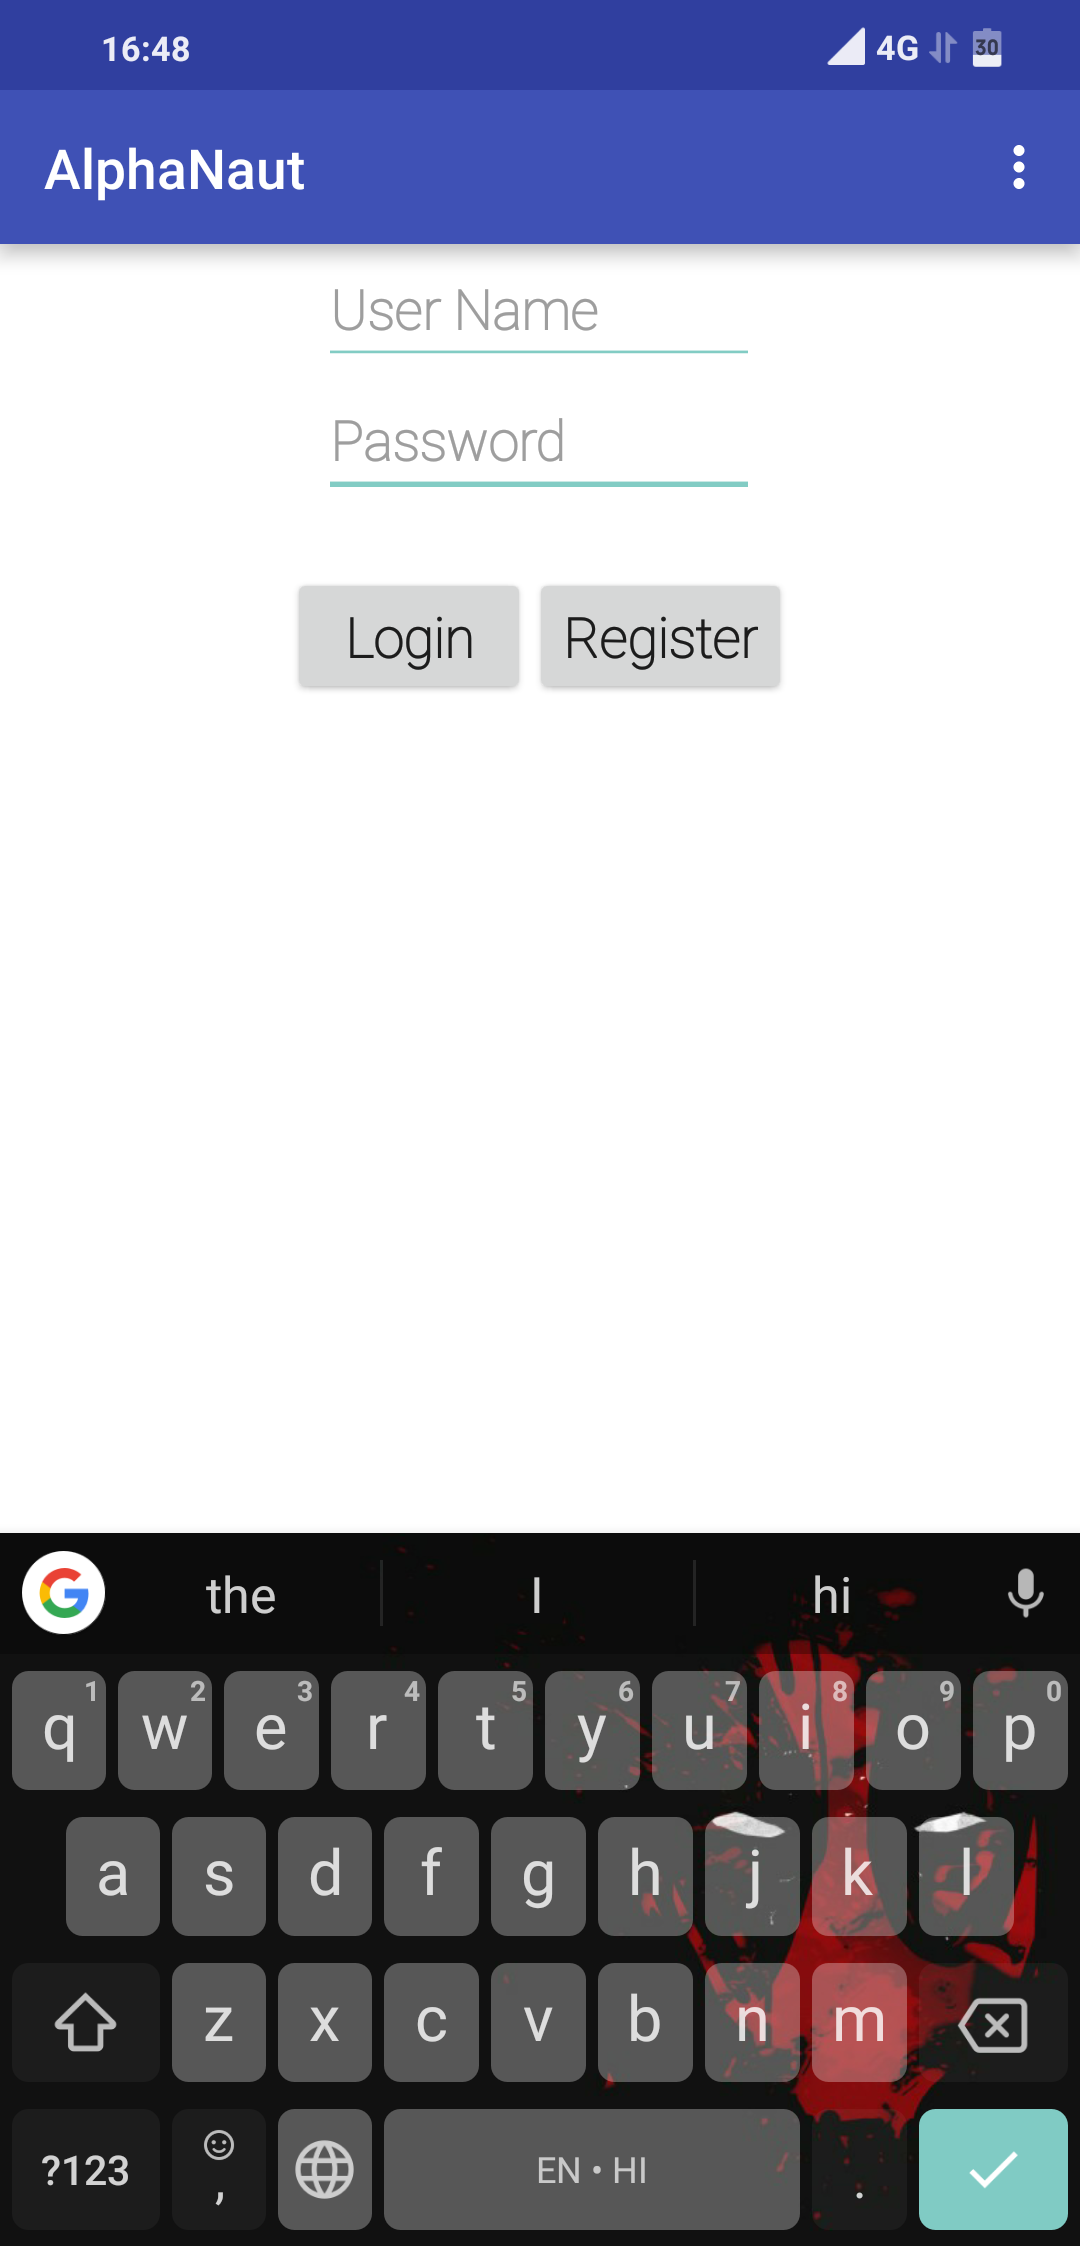 16:48 4G 30
AlphaNaut
User Name
Password
Login Register
the I hi
1 2 3 4 5 6 7 8 9 0
q w e r t y u i o p
a s d f g h j k l
z x c v b n m
?123 , EN • HI .